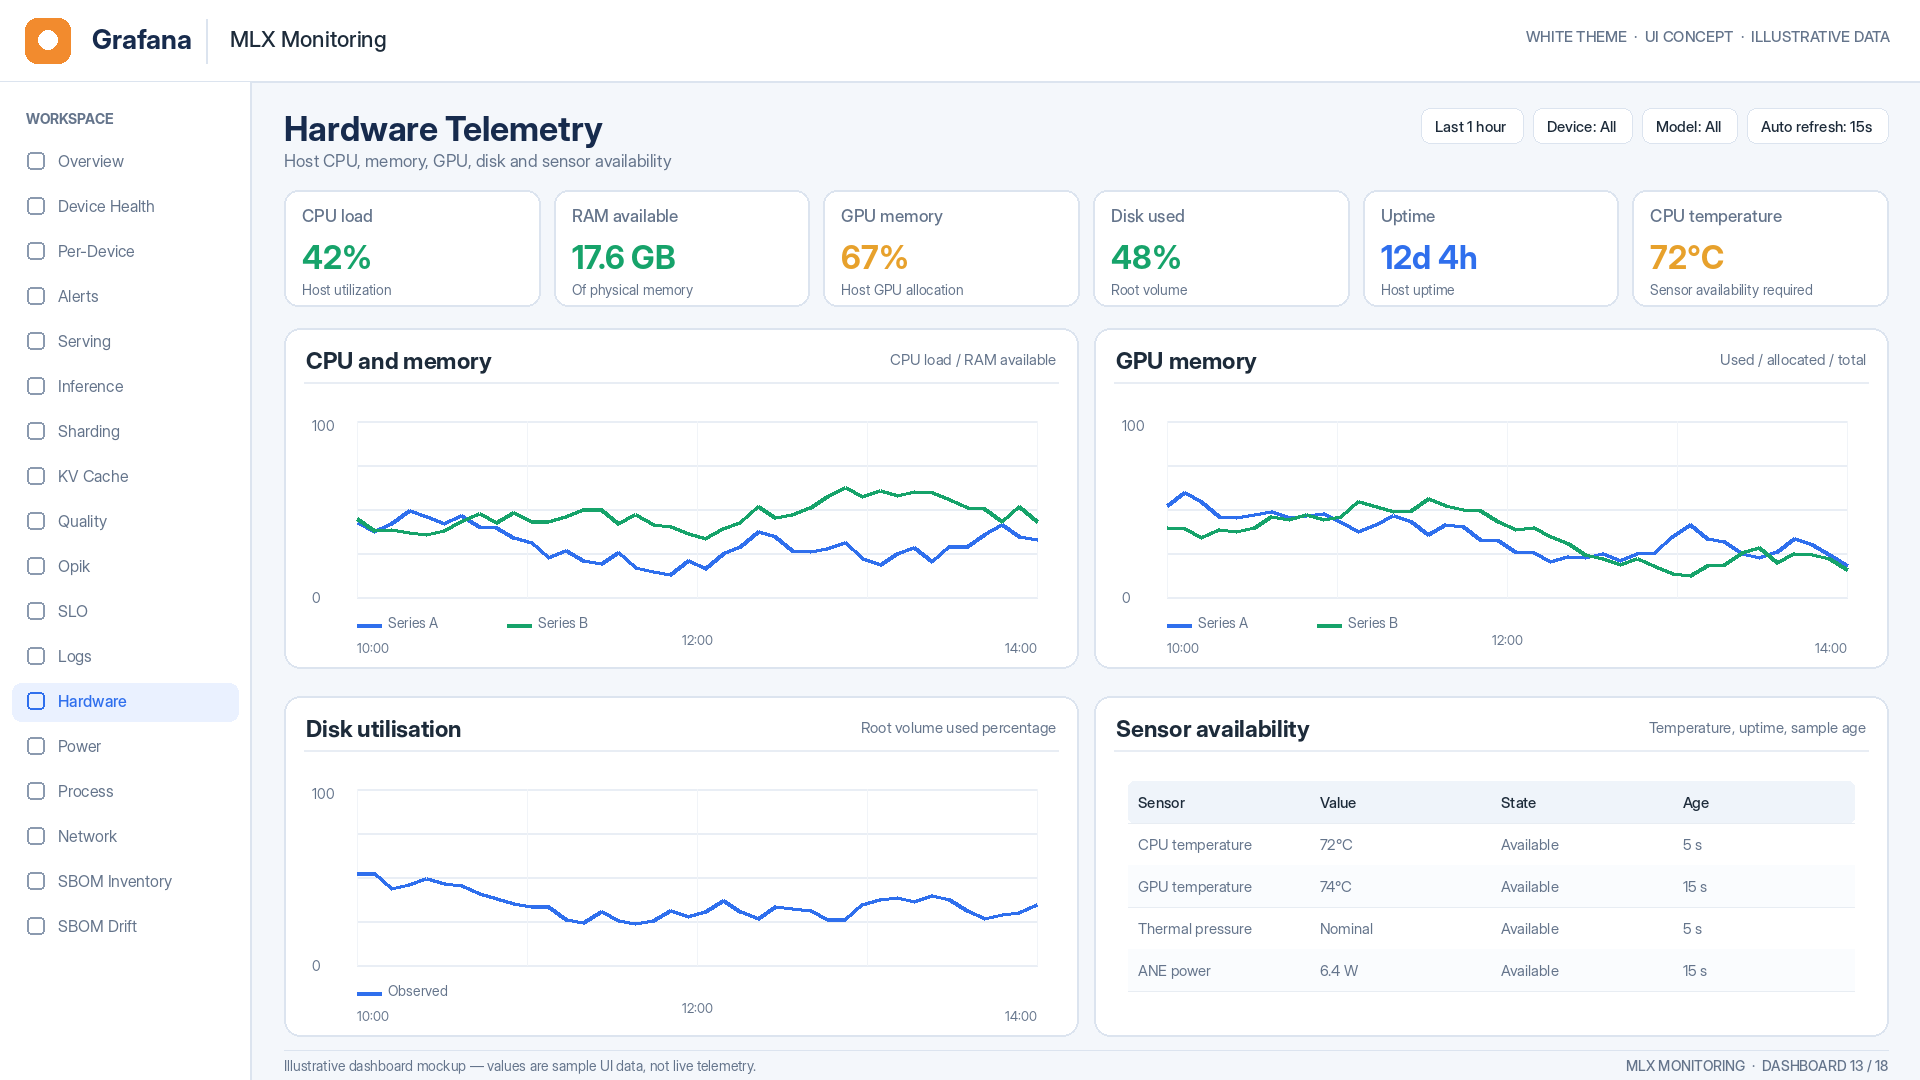 Grafana
MLX Monitoring
WHITE THEME · UI CONCEPT · ILLUSTRATIVE DATA
WORKSPACE
Overview
Device Health
Per-Device
Alerts
Serving
Inference
Sharding
KV Cache
Quality
Opik
SLO
Logs
Hardware
Power
Process
Network
SBOM Inventory
SBOM Drift
Hardware Telemetry
Host CPU, memory, GPU, disk and sensor availability
Last 1 hour
Device: All
Model: All
Auto refresh: 15s
CPU load
42%
Host utilization
RAM available
17.6 GB
Of physical memory
GPU memory
67%
Host GPU allocation
Disk used
48%
Root volume
Uptime
12d 4h
Host uptime
CPU temperature
72°C
Sensor availability required
CPU and memory
CPU load / RAM available
100
0
Series A
Series B
10:00
12:00
14:00
GPU memory
Used / allocated / total
100
0
Series A
Series B
10:00
12:00
14:00
Disk utilisation
Root volume used percentage
100
0
Observed
10:00
12:00
14:00
Sensor availability
Temperature, uptime, sample age
Sensor Value State Age
CPU temperature 72°C Available 5 s
GPU temperature 74°C Available 15 s
Thermal pressure Nominal Available 5 s
ANE power 6.4 W Available 15 s
Illustrative dashboard mockup — values are sample UI data, not live telemetry.
MLX MONITORING · DASHBOARD 13 / 18